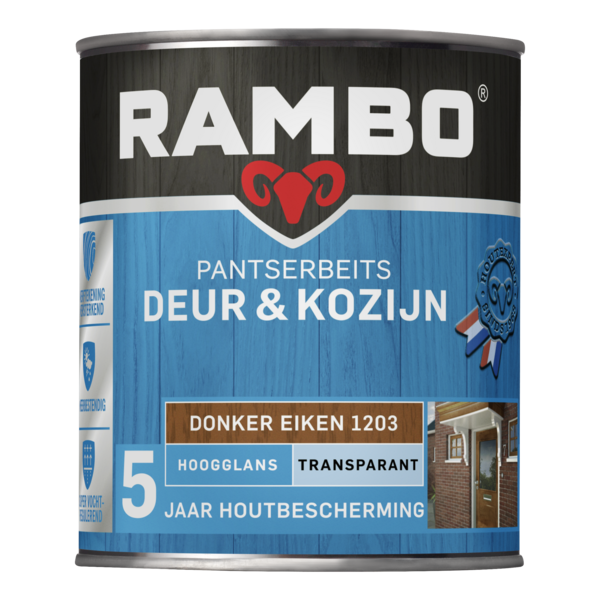 RAMBO®
PANTSERBEITS
DEUR & KOZIJN
DONKER EIKEN 1203
HOOGGLANS
TRANSPARANT
5
JAAR HOUTBESCHERMING